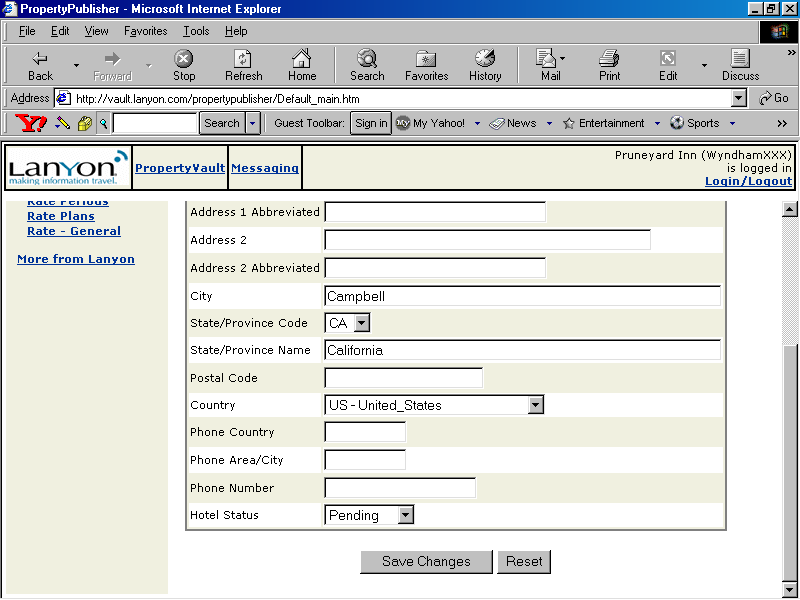 PropertyPublisher - Microsoft Internet Explorer
File Edit View Favorites Tools Help
Back Forward Stop Refresh Home Search Favorites History Mail Print Edit Discuss
Address http://vault.lanyon.com/propertypublisher/Default_main.htm Go
Y! Search Guest Toolbar: Sign in My My Yahoo! News Entertainment Sports
LANYON
making information travel.
PropertyVault Messaging
Pruneyard Inn (WyndhamXXX)
is logged in
Login/Logout
Rate Periods
Rate Plans
Rate - General
More from Lanyon
Address 1 Abbreviated
Address 2
Address 2 Abbreviated
City Campbell
State/Province Code CA
State/Province Name California
Postal Code
Country US - United_States
Phone Country
Phone Area/City
Phone Number
Hotel Status Pending
Save Changes Reset